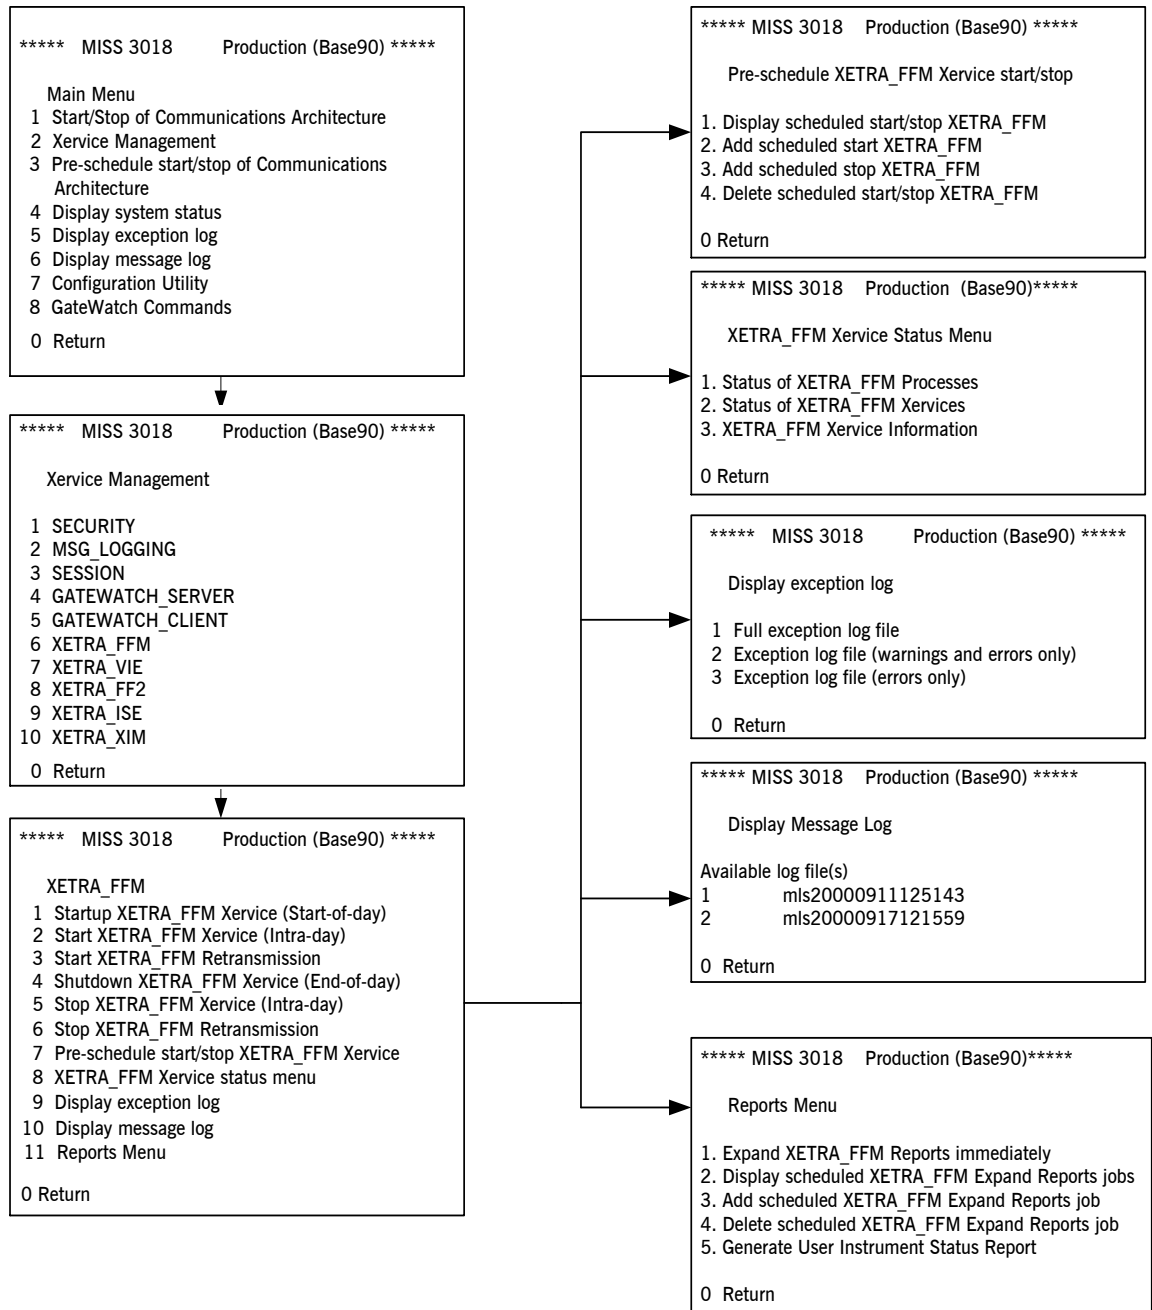 ***** MISS 3018 Production (Base90) *****
Main Menu
1 Start/Stop of Communications Architecture
2 Xervice Management
3 Pre-schedule start/stop of Communications
Architecture
4 Display system status
5 Display exception log
6 Display message log
7 Configuration Utility
8 GateWatch Commands
0 Return
***** MISS 3018 Production (Base90) *****
Xervice Management
1 SECURITY
2 MSG_LOGGING
3 SESSION
4 GATEWATCH_SERVER
5 GATEWATCH_CLIENT
6 XETRA_FFM
7 XETRA_VIE
8 XETRA_FF2
9 XETRA_ISE
10 XETRA_XIM
0 Return
***** MISS 3018 Production (Base90) *****
XETRA_FFM
1 Startup XETRA_FFM Xervice (Start-of-day)
2 Start XETRA_FFM Xervice (Intra-day)
3 Start XETRA_FFM Retransmission
4 Shutdown XETRA_FFM Xervice (End-of-day)
5 Stop XETRA_FFM Xervice (Intra-day)
6 Stop XETRA_FFM Retransmission
7 Pre-schedule start/stop XETRA_FFM Xervice
8 XETRA_FFM Xervice status menu
9 Display exception log
10 Display message log
11 Reports Menu
0 Return
***** MISS 3018 Production (Base90) *****
Pre-schedule XETRA_FFM Xervice start/stop
1. Display scheduled start/stop XETRA_FFM
2. Add scheduled start XETRA_FFM
3. Add scheduled stop XETRA_FFM
4. Delete scheduled start/stop XETRA_FFM
0 Return
***** MISS 3018 Production (Base90)*****
XETRA_FFM Xervice Status Menu
1. Status of XETRA_FFM Processes
2. Status of XETRA_FFM Xervices
3. XETRA_FFM Xervice Information
0 Return
***** MISS 3018 Production (Base90) *****
Display exception log
1 Full exception log file
2 Exception log file (warnings and errors only)
3 Exception log file (errors only)
0 Return
***** MISS 3018 Production (Base90) *****
Display Message Log
Available log file(s)
1 mls20000911125143
2 mls20000917121559
0 Return
***** MISS 3018 Production (Base90)*****
Reports Menu
1. Expand XETRA_FFM Reports immediately
2. Display scheduled XETRA_FFM Expand Reports jobs
3. Add scheduled XETRA_FFM Expand Reports job
4. Delete scheduled XETRA_FFM Expand Reports job
5. Generate User Instrument Status Report
0 Return